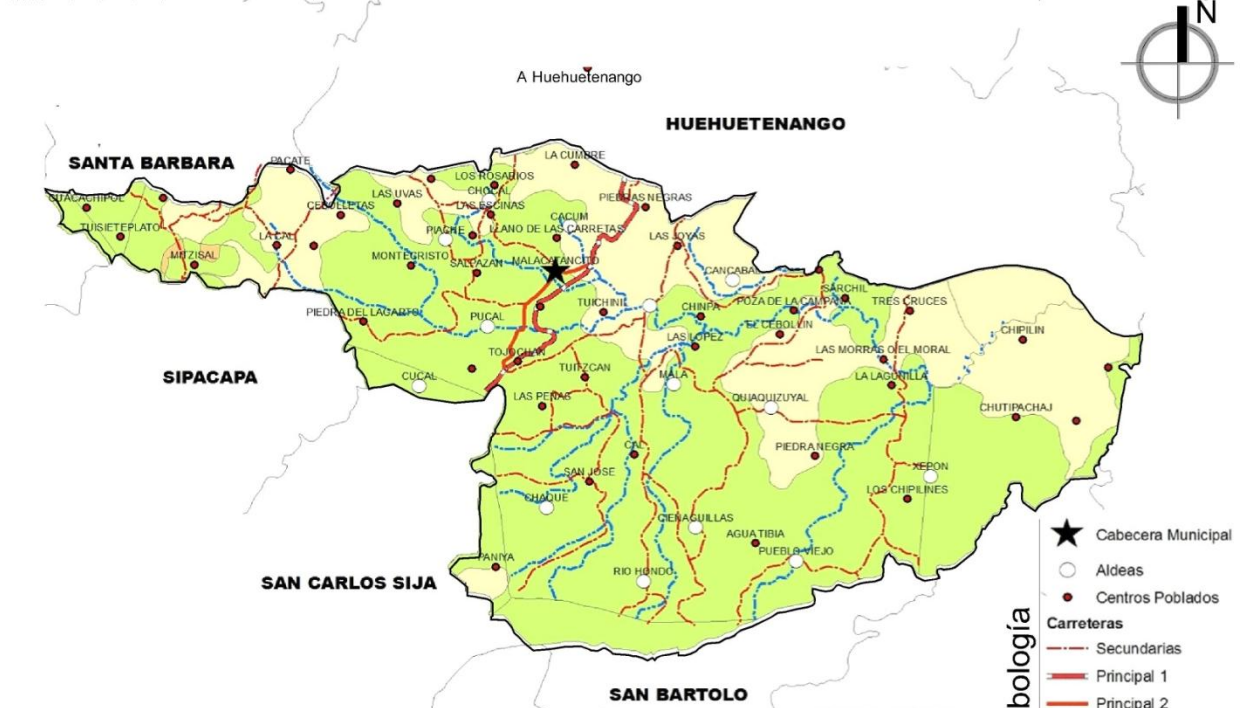 N
A Huehuetenango
HUEHUETENANGO
SANTA BARBARA
LA CUMBRE
PACATE
LOS ROSARIOS
CHOCAL
CUACACHIPOL
LAS UVAS
PIEDRAS NEGRAS
CEBOLLETAS
LAS ESCINAS
CACUM
TUISIETEPLATO
PIACHE
LLANO DE LAS CARRETAS
LA CAL
LAS JOYAS
MUTZISAL
MONTECRISTO
SALPAZAN
MALACATANCITO
CANCABAL
SARCHIL
PIEDRA DEL LAGARTO
PUCAL
TUICHINIL
CHINPA
POZA DE LA CAMPANA
TRES CRUCES
EL CEBOLLIN
CHIPILIN
LAS LOPEZ
TOJOCHAN
LAS MORRAS O EL MORAL
SIPACAPA
CUCAL
TUITZCAN
MALA
LA LAGUNILLA
LAS PEÑAS
QUIAQUIZUYAL
CHUTIPACHAJ
CAL
PIEDRA NEGRA
SAN JOSE
XEPON
CHAQUE
LOS CHIPILINES
CIENAGUILLAS
AGUA TIBIA
PUEBLO VIEJO
PANIYA
RIO HONDO
SAN CARLOS SIJA
SAN BARTOLO
bología
Cabecera Municipal
Aldeas
Centros Poblados
Carreteras
Secundarias
Principal 1
Principal 2